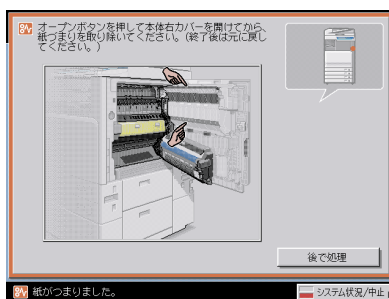 オープンボタンを押して本体右カバーを開けてから、
紙づまりを取り除いてください。(終了後は元に戻し
てください。)
後で処理
紙がつまりました。
システム状況/中止